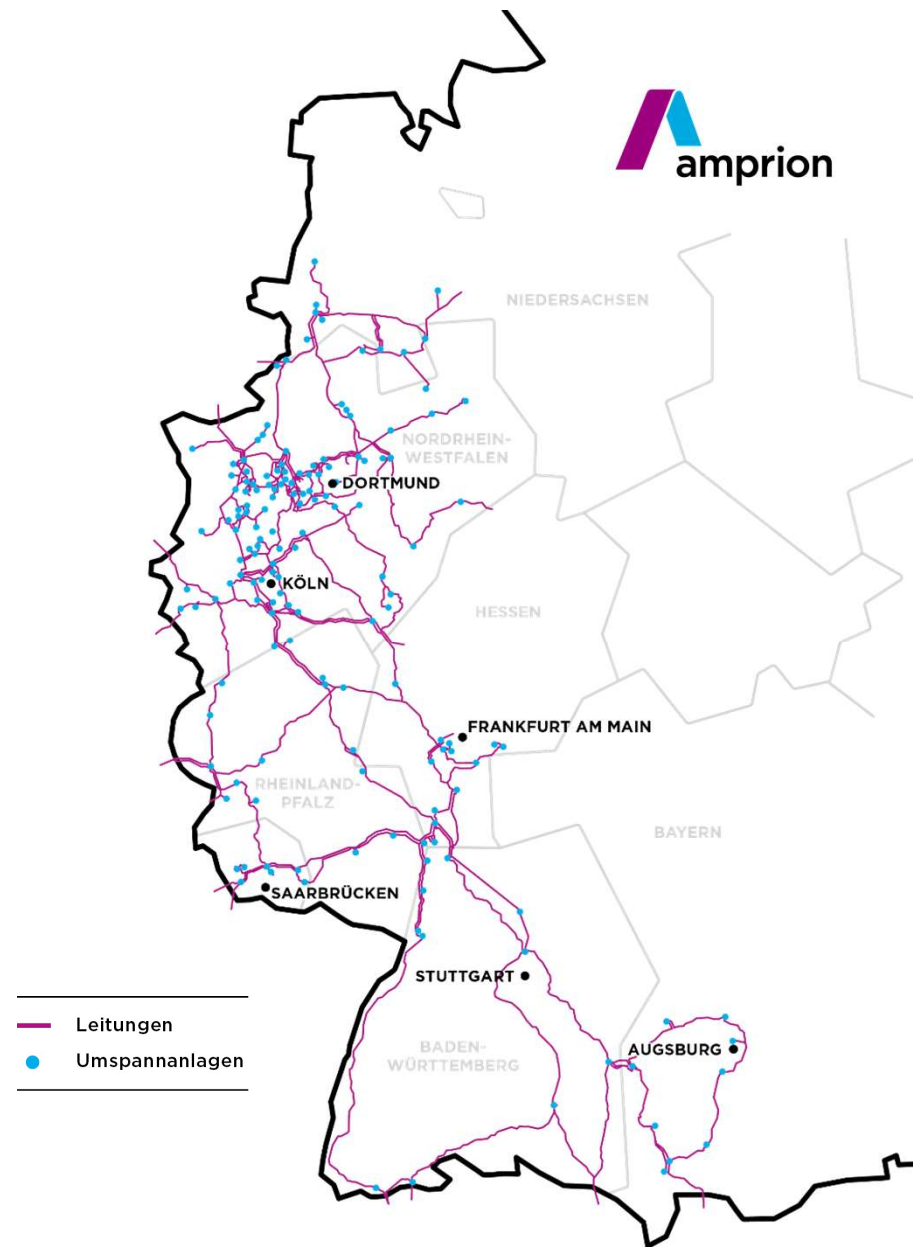 amprion
NIEDERSACHSEN
NORDRHEIN-
WESTFALEN
DORTMUND
KÖLN
HESSEN
FRANKFURT AM MAIN
RHEINLAND-
PFALZ
BAYERN
SAARBRÜCKEN
STUTTGART
Leitungen
Umspannanlagen
BADEN-
WÜRTTEMBERG
AUGSBURG